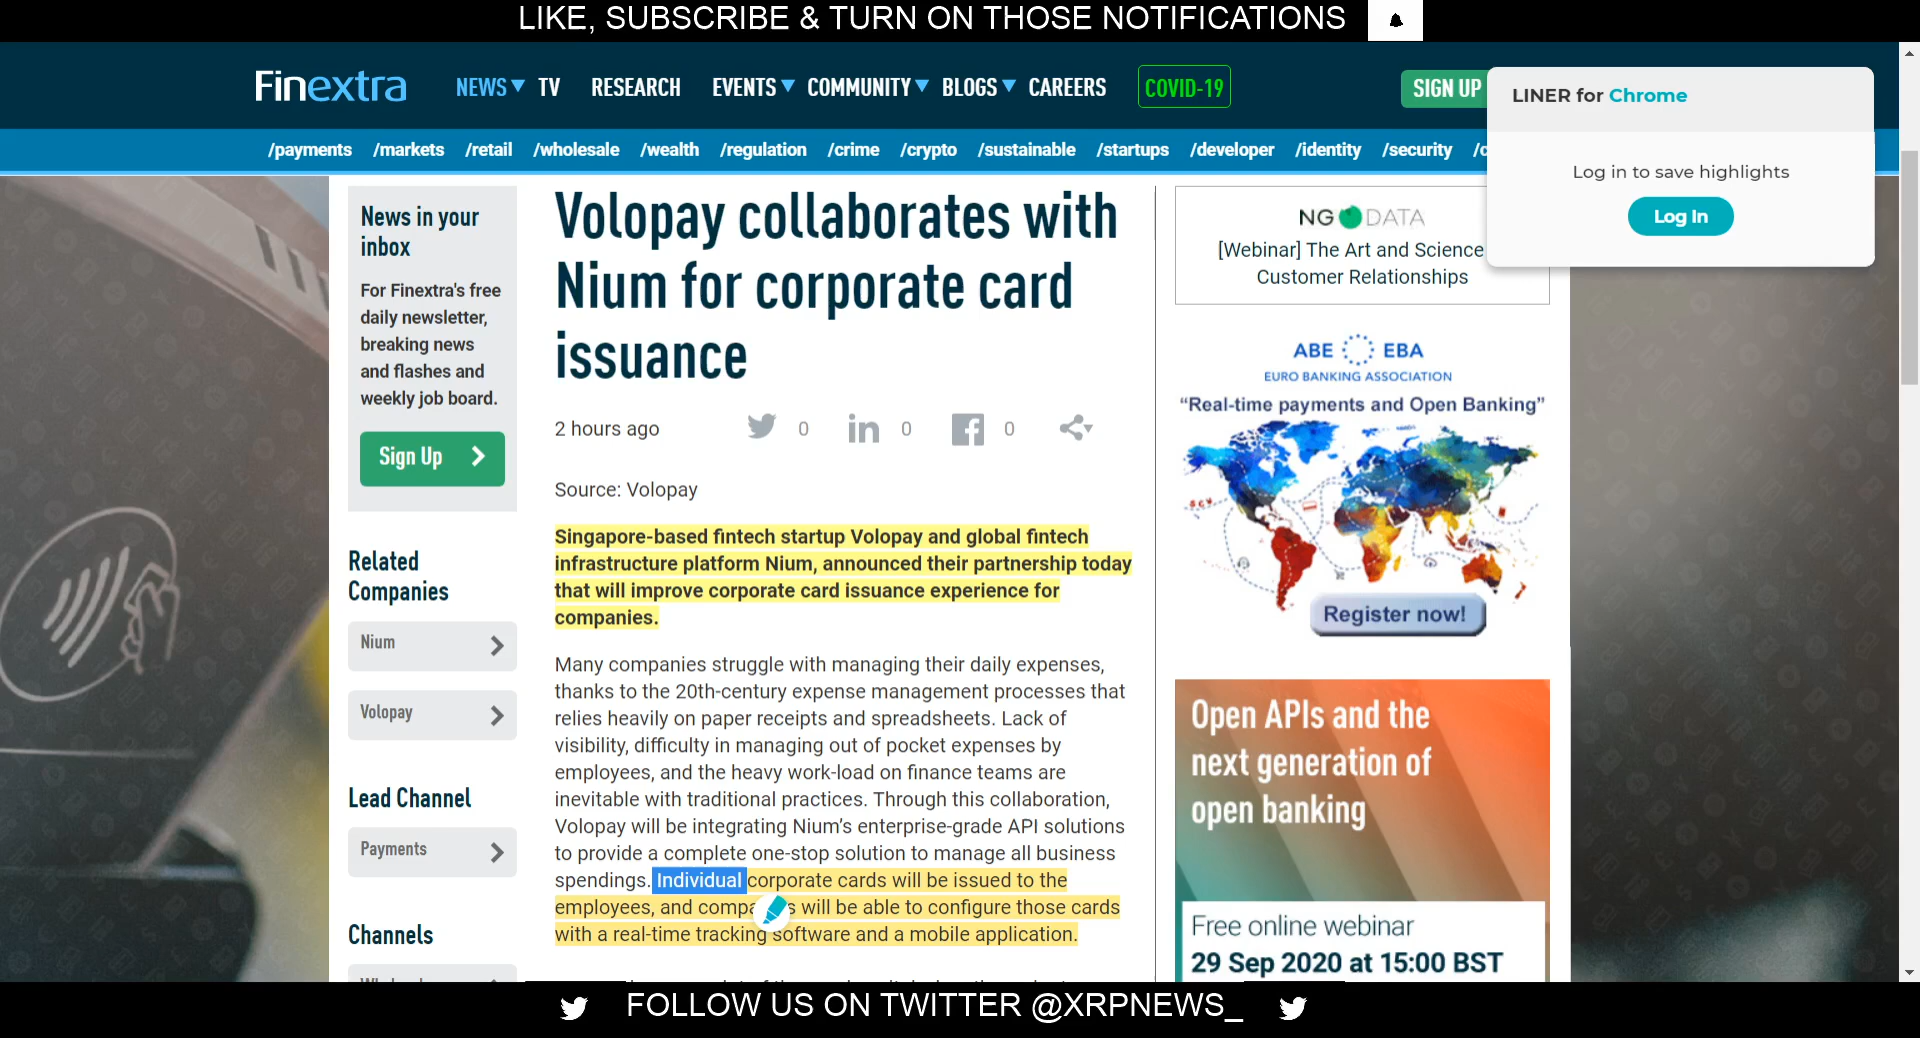 LIKE, SUBSCRIBE & TURN ON THOSE NOTIFICATIONS
Finextra
NEWS TV RESEARCH EVENTS COMMUNITY BLOGS CAREERS COVID-19 SIGN UP
/payments /markets /retail /wholesale /wealth /regulation /crime /crypto /sustainable /startups /developer /identity /security
LINER for Chrome
Log in to save highlights
Log In
News in your
inbox
For Finextra's free
daily newsletter,
breaking news
and flashes and
weekly job board.
Sign Up
Related
Companies
Nium
Volopay
Lead Channel
Payments
Channels
Volopay collaborates with
Nium for corporate card
issuance
2 hours ago 0 0 0
Source: Volopay
Singapore-based fintech startup Volopay and global fintech
infrastructure platform Nium, announced their partnership today
that will improve corporate card issuance experience for
companies.
Many companies struggle with managing their daily expenses,
thanks to the 20th-century expense management processes that
relies heavily on paper receipts and spreadsheets. Lack of
visibility, difficulty in managing out of pocket expenses by
employees, and the heavy work-load on finance teams are
inevitable with traditional practices. Through this collaboration,
Volopay will be integrating Nium’s enterprise-grade API solutions
to provide a complete one-stop solution to manage all business
spendings. Individual corporate cards will be issued to the
employees, and will be able to configure those cards
with a real-time tracking software and a mobile application.
NG DATA
[Webinar] The Art and Science
Customer Relationships
ABE EBA
EURO BANKING ASSOCIATION
“Real-time payments and Open Banking”
Register now!
Open APIs and the
next generation of
open banking
Free online webinar
29 Sep 2020 at 15:00 BST
FOLLOW US ON TWITTER @XRPNEWS_